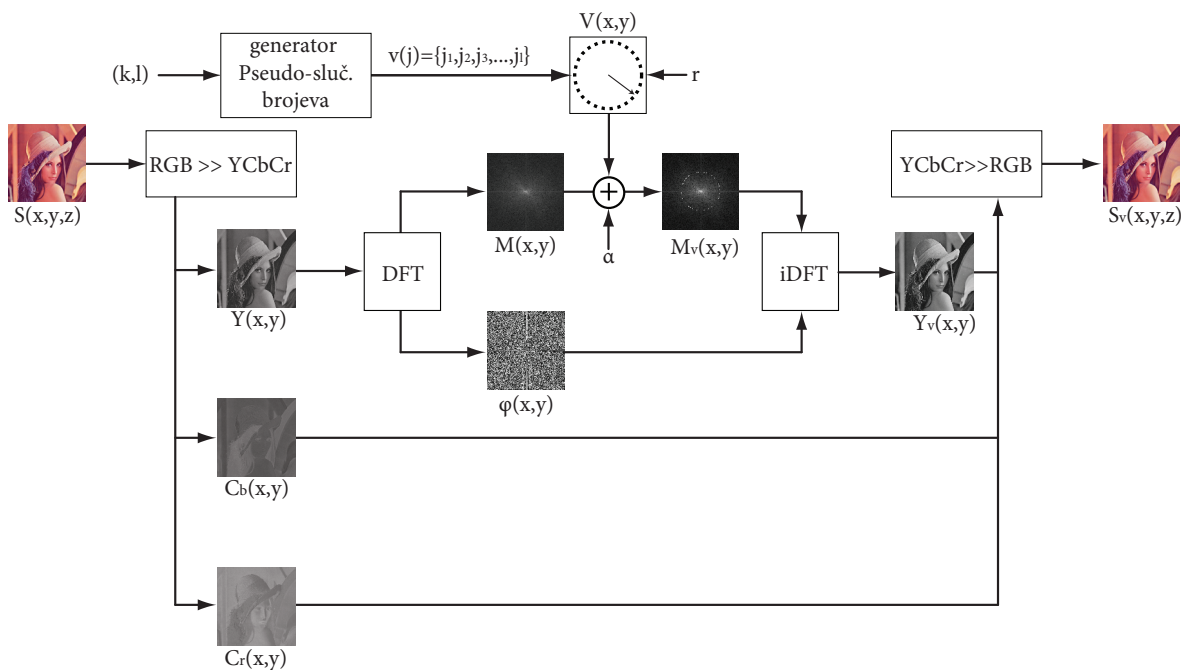 V(x,y)
generator
Pseudo-sluč.
brojeva
(k,l)
v(j)={j₁,j₂,j₃,...,jₗ}
r
RGB >> YCbCr
YCbCr>>RGB
S(x,y,z)
Sᵥ(x,y,z)
M(x,y)
α
Mᵥ(x,y)
DFT
iDFT
Y(x,y)
Yᵥ(x,y)
φ(x,y)
Cb(x,y)
Cr(x,y)